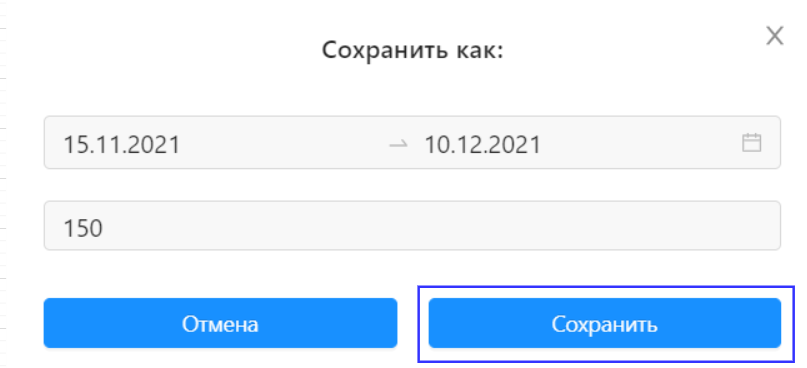 Сохранить как:
15.11.2021 → 10.12.2021
150
Отмена Сохранить